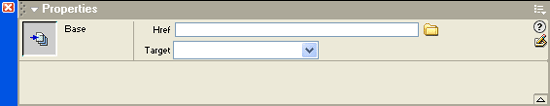 Properties
Base
Href
Target